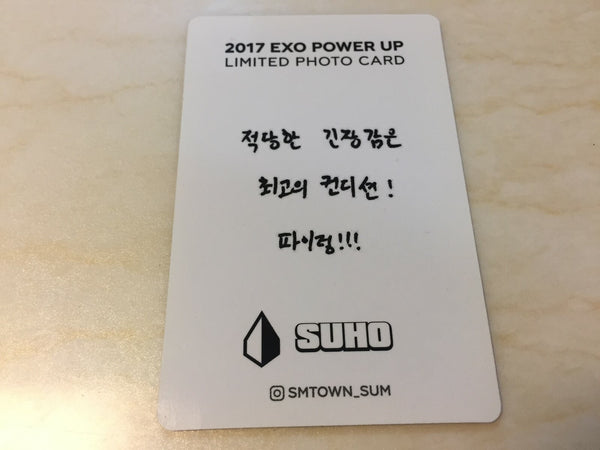 2017 EXO POWER UP
LIMITED PHOTO CARD
적당한 긴장감은
최고의 컨디션!
파이팅!!!
SUHO
SMTOWN_SUM